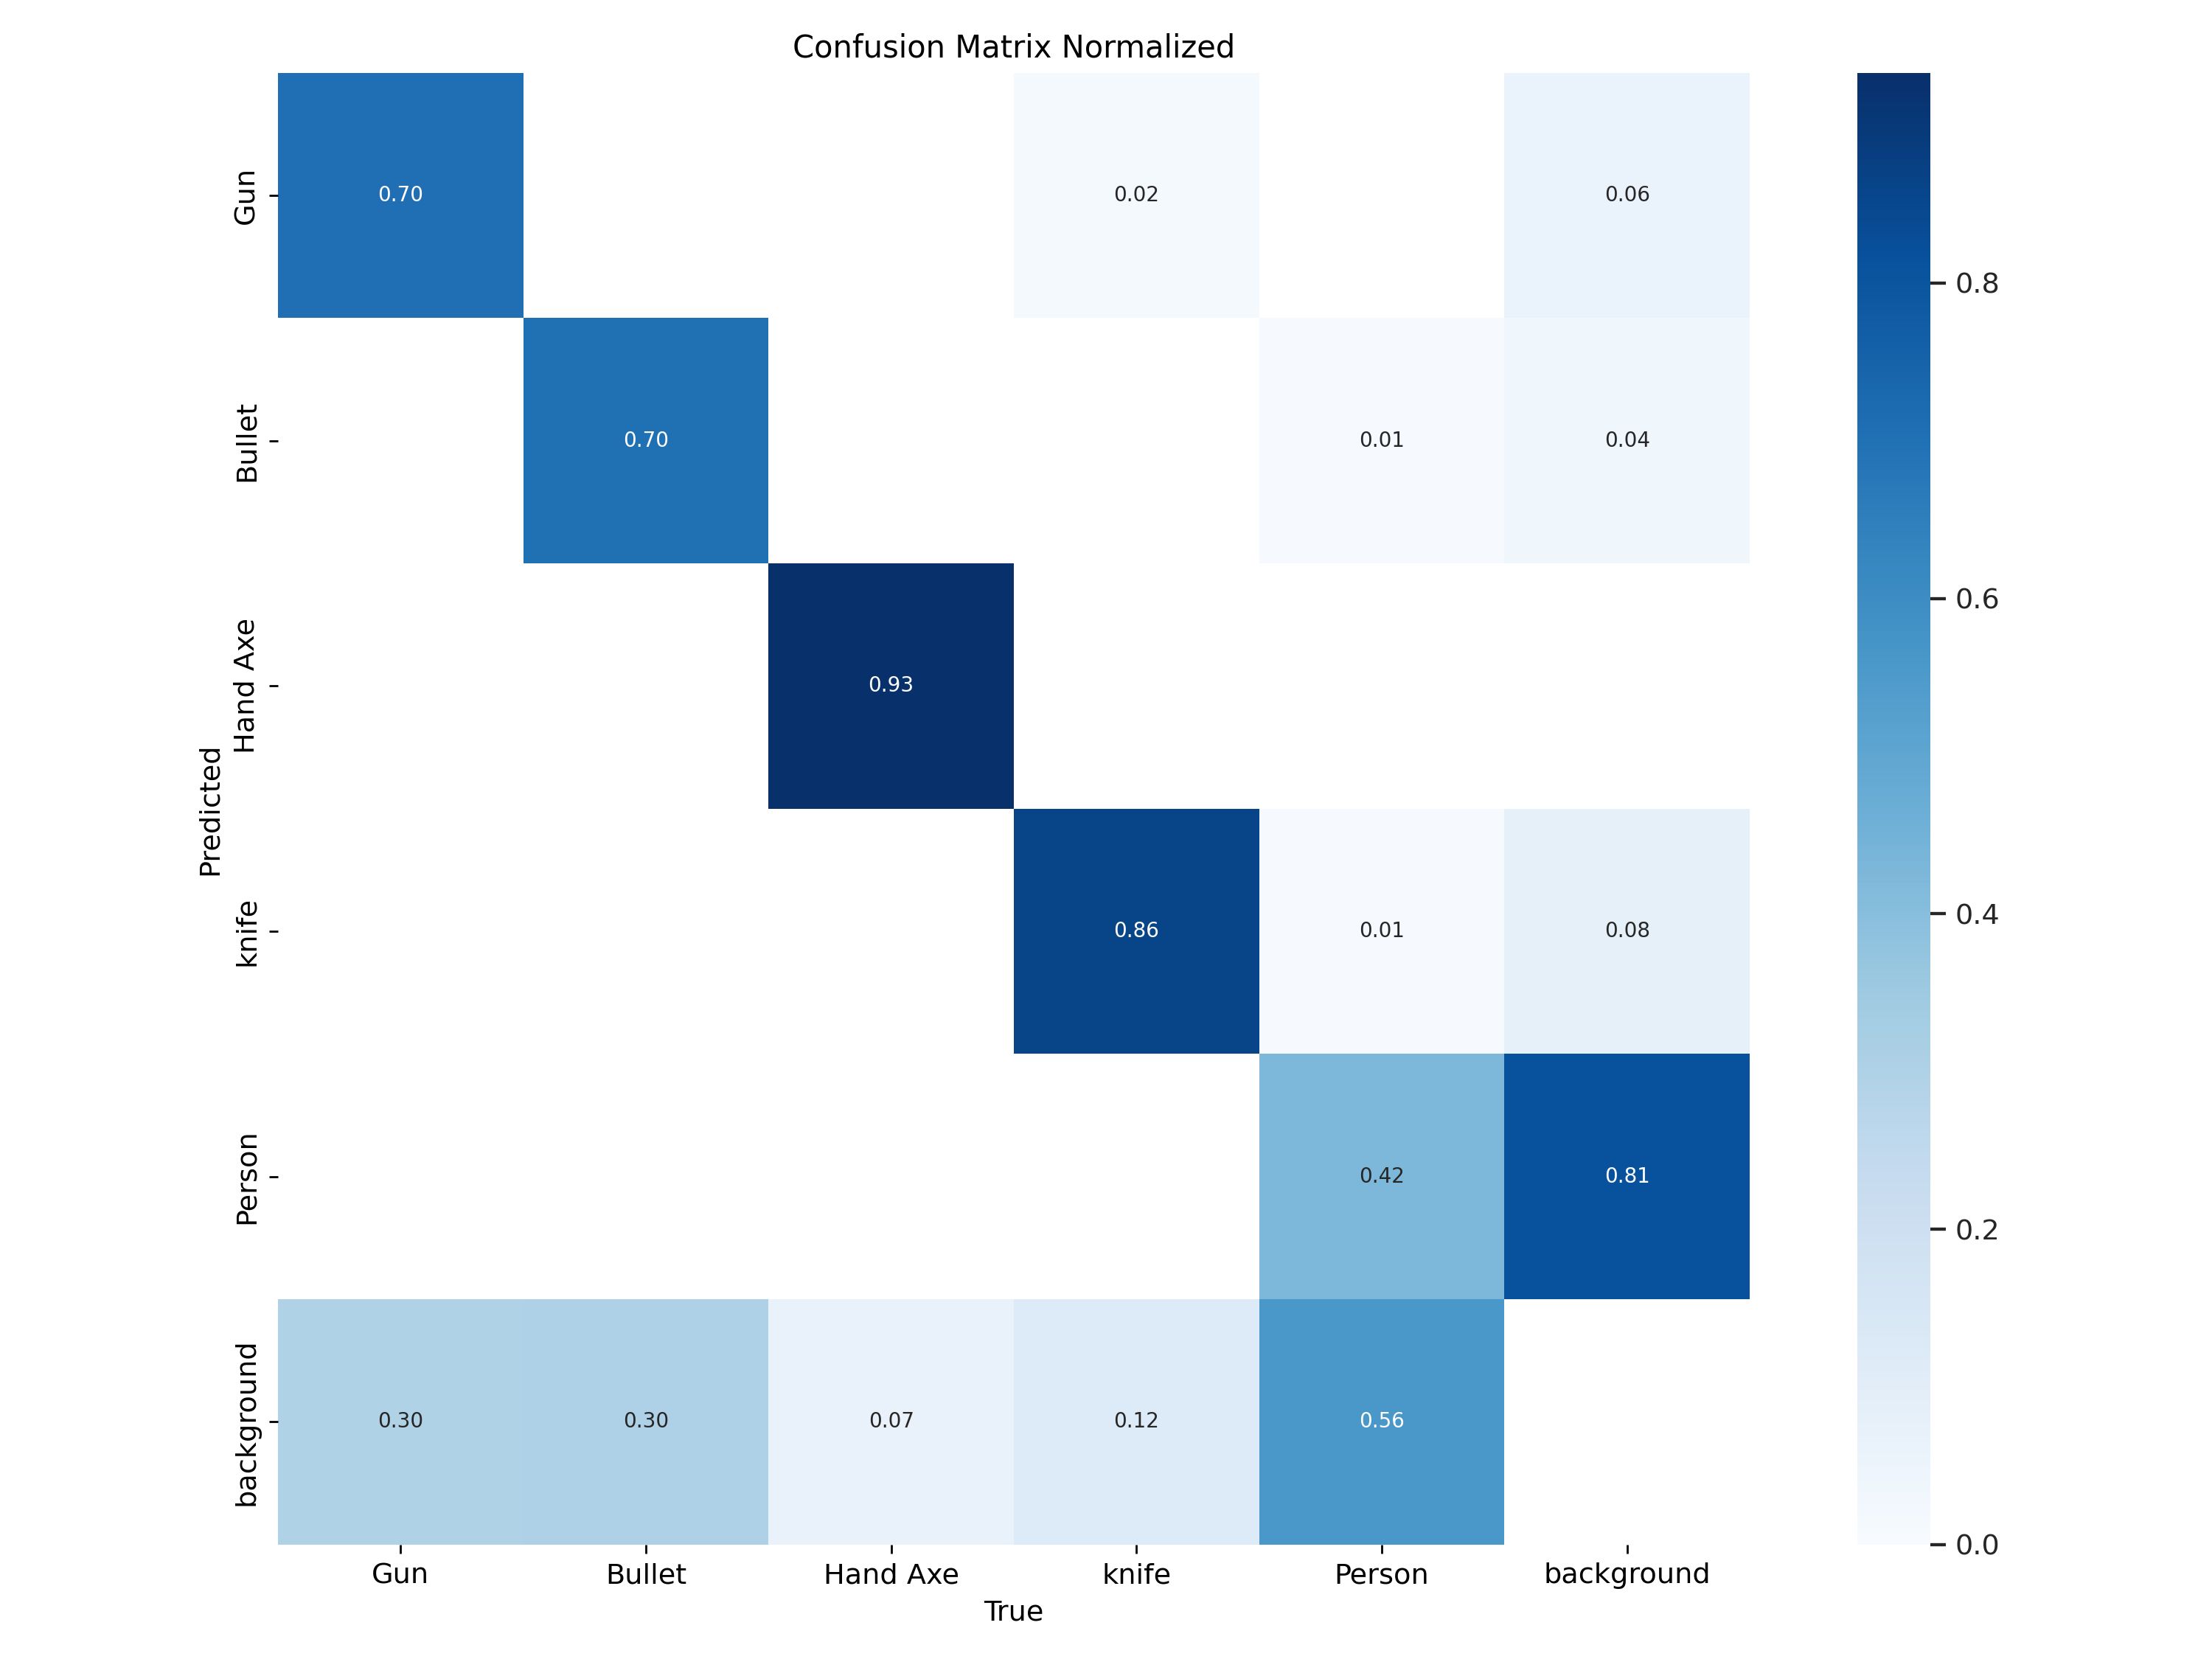 Confusion Matrix Normalized
Gun
0.70
0.02
0.06
0.8
Bullet
0.70
0.01
0.04
0.6
Hand Axe
0.93
Predicted
knife
0.86
0.01
0.08
0.4
Person
0.42
0.81
0.2
background
0.30
0.30
0.07
0.12
0.56
0.0
Gun
Bullet
Hand Axe
knife
Person
background
True